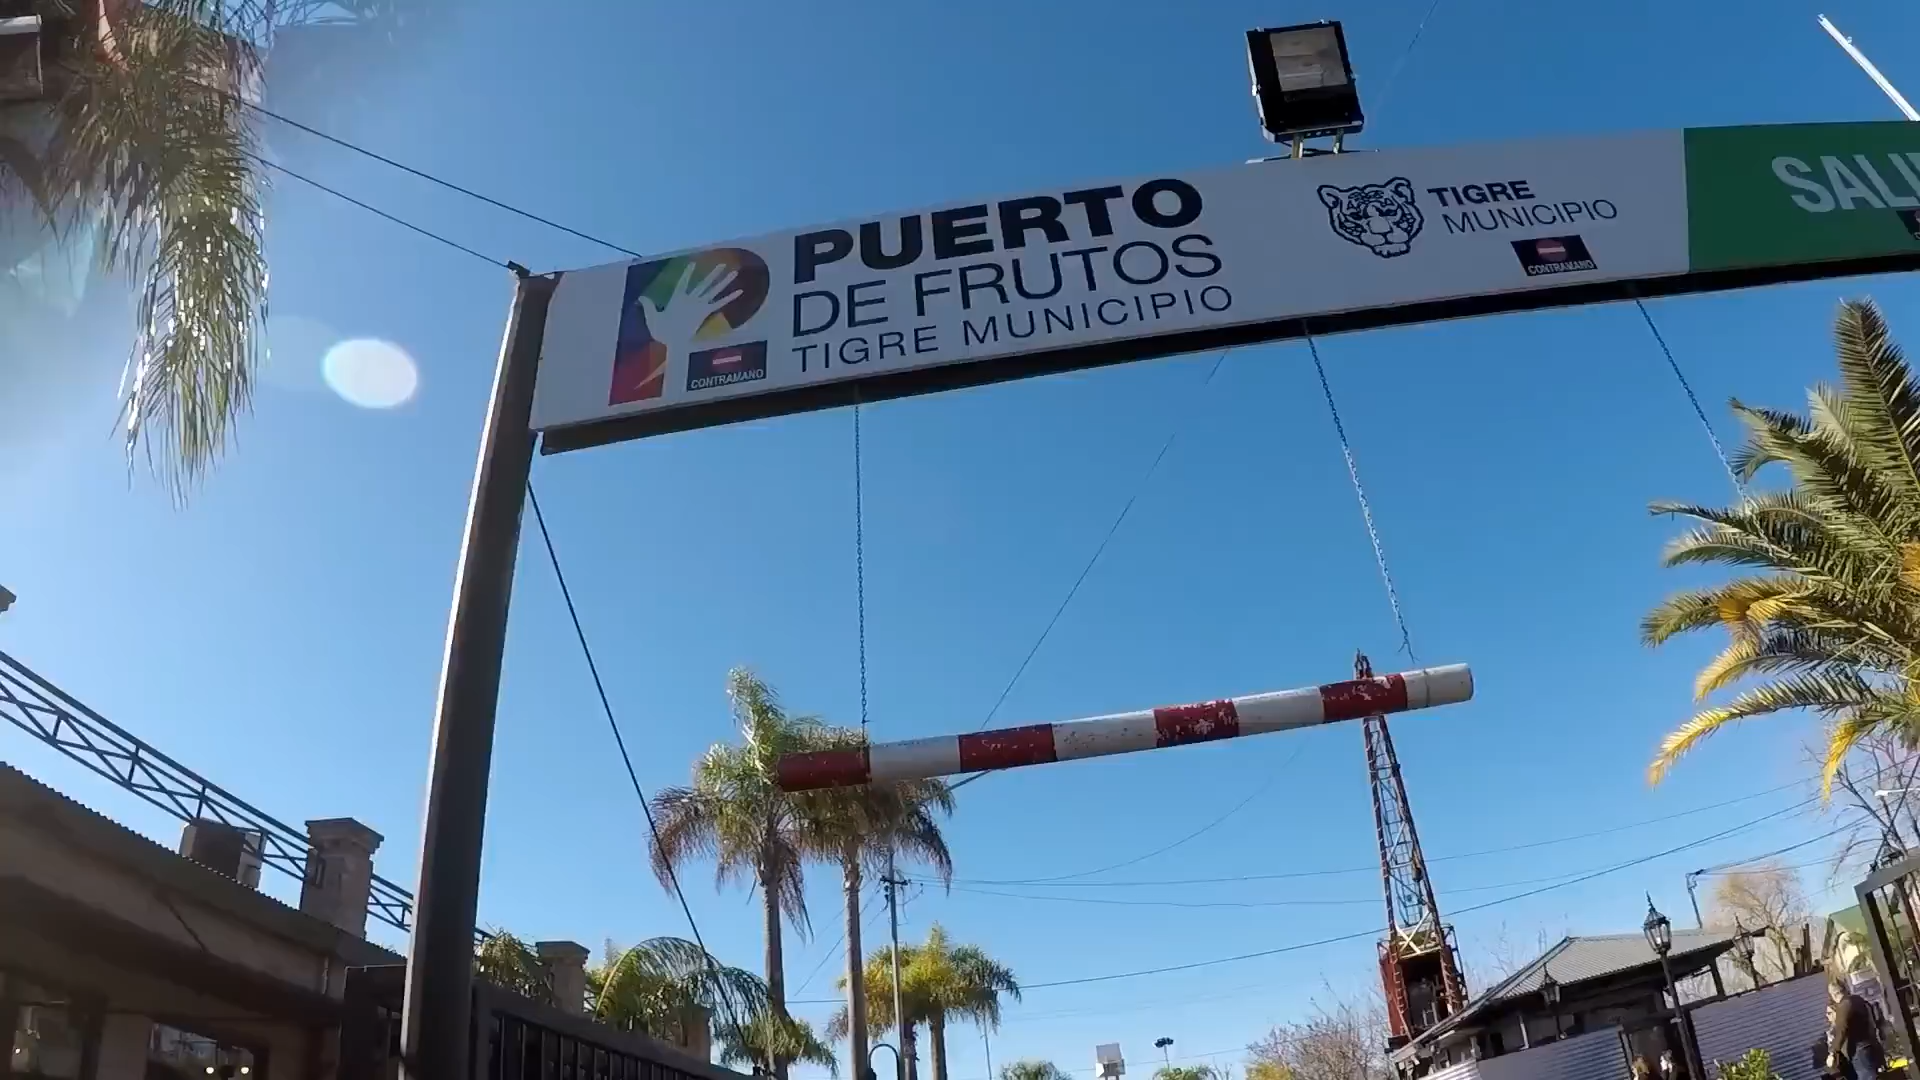 PUERTO
DE FRUTOS
TIGRE MUNICIPIO
CONTRAMANO
TIGRE
MUNICIPIO
CONTRAMANO